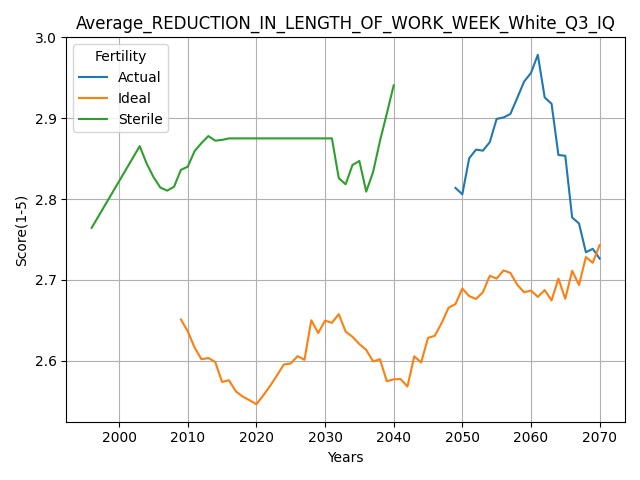 Average_REDUCTION_IN_LENGTH_OF_WORK_WEEK_White_Q3_IQ
Fertility
Actual
Ideal
Sterile
Score(1-5)
3.0
2.9
2.8
2.7
2.6
2000 2010 2020 2030 2040 2050 2060 2070
Years